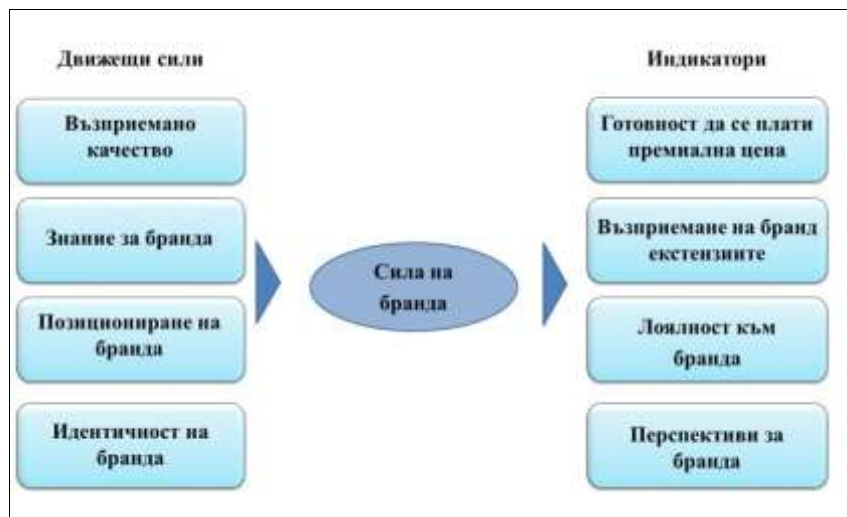 Движещи сили
Възприемано
качество
Знание за бранда
Позициониране на
бранда
Идентичност на
бранда
Сила на
бранда
Индикатори
Готовност да се плати
премиална цена
Възприемане на бранд
екстензиите
Лоялност към
бранда
Перспективи за
бранда